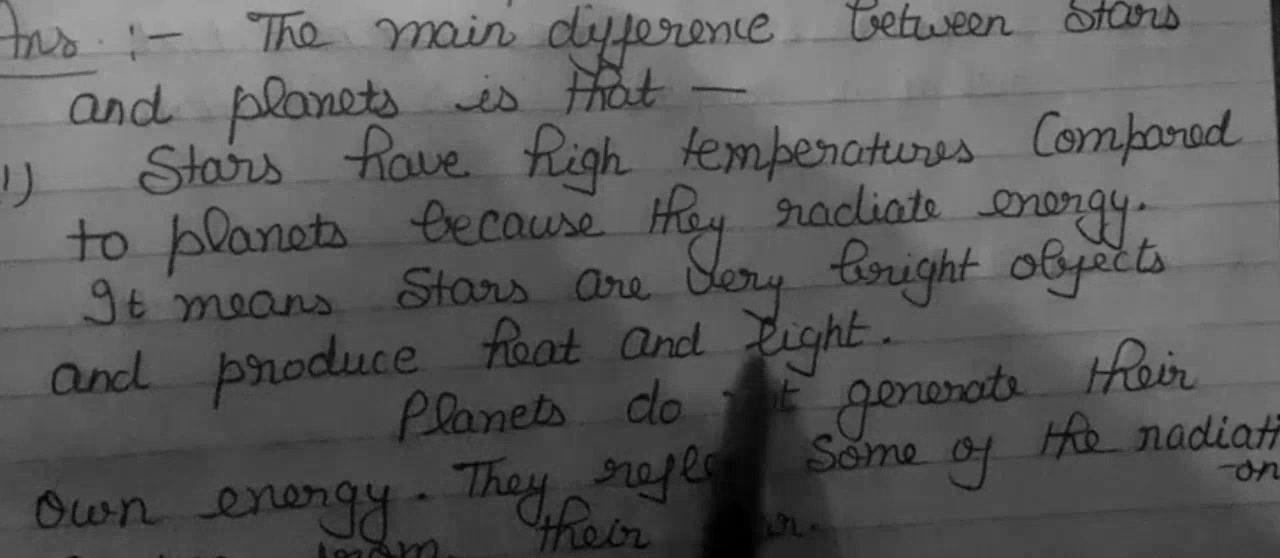 Ans :- The main difference between stars
and planets is that —
1) Stars have high temperatures Compared
to planets because they radiate energy.
It means Stars are very bright objects
and produce heat and light.
Planets do generate their
own energy. They some of the radiati
-on
from their